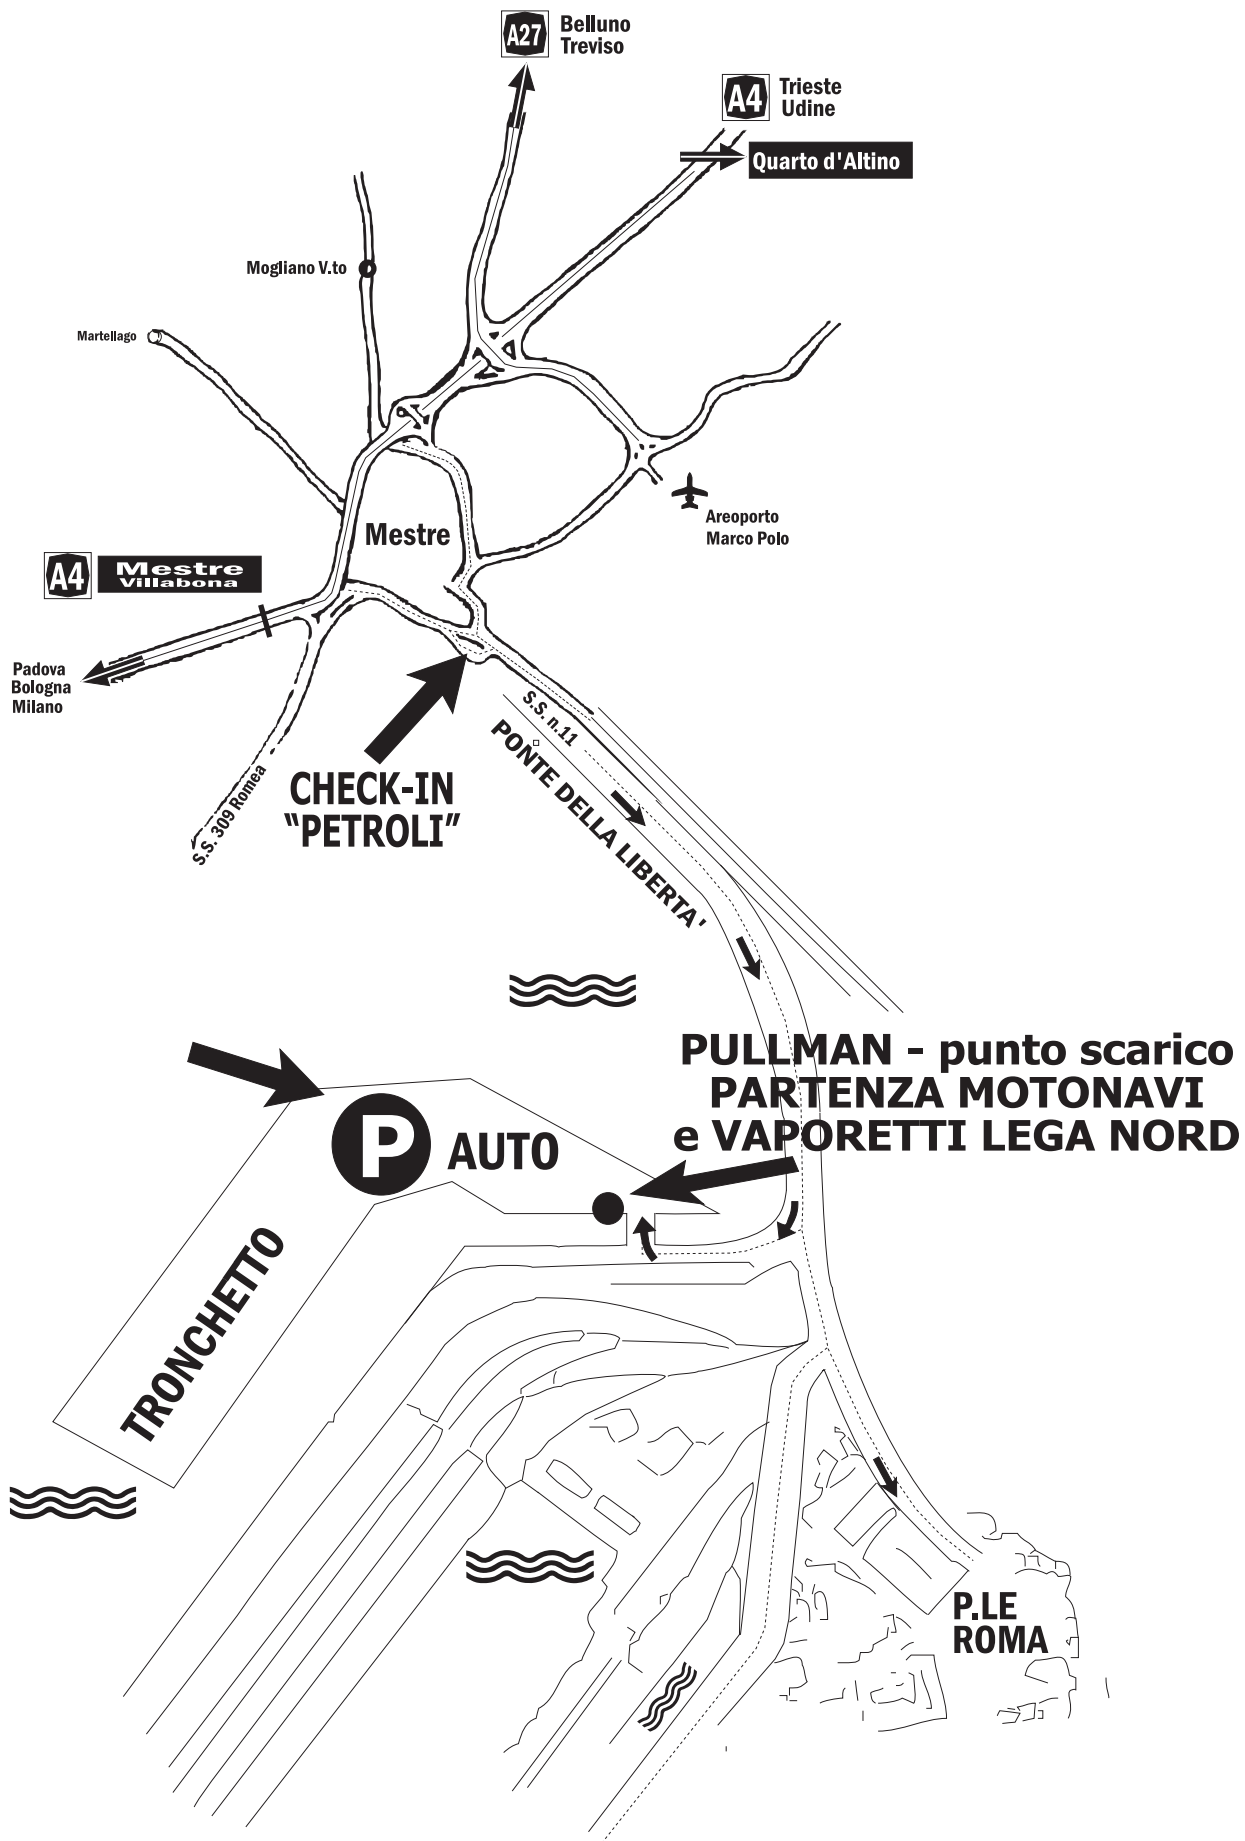 A27
Belluno
Treviso
A4
Trieste
Udine
Quarto d'Altino
Mogliano V.to
Martellago
Mestre
Areoporto
Marco Polo
A4
Mestre
Villabona
Padova
Bologna
Milano
S.S. n.11
PONTE DELLA LIBERTA'
S.S. 309 Romea
CHECK-IN
"PETROLI"
PULLMAN - punto scarico
PARTENZA MOTONAVI
e VAPORETTI LEGA NORD
P
AUTO
TRONCHETTO
P.LE
ROMA